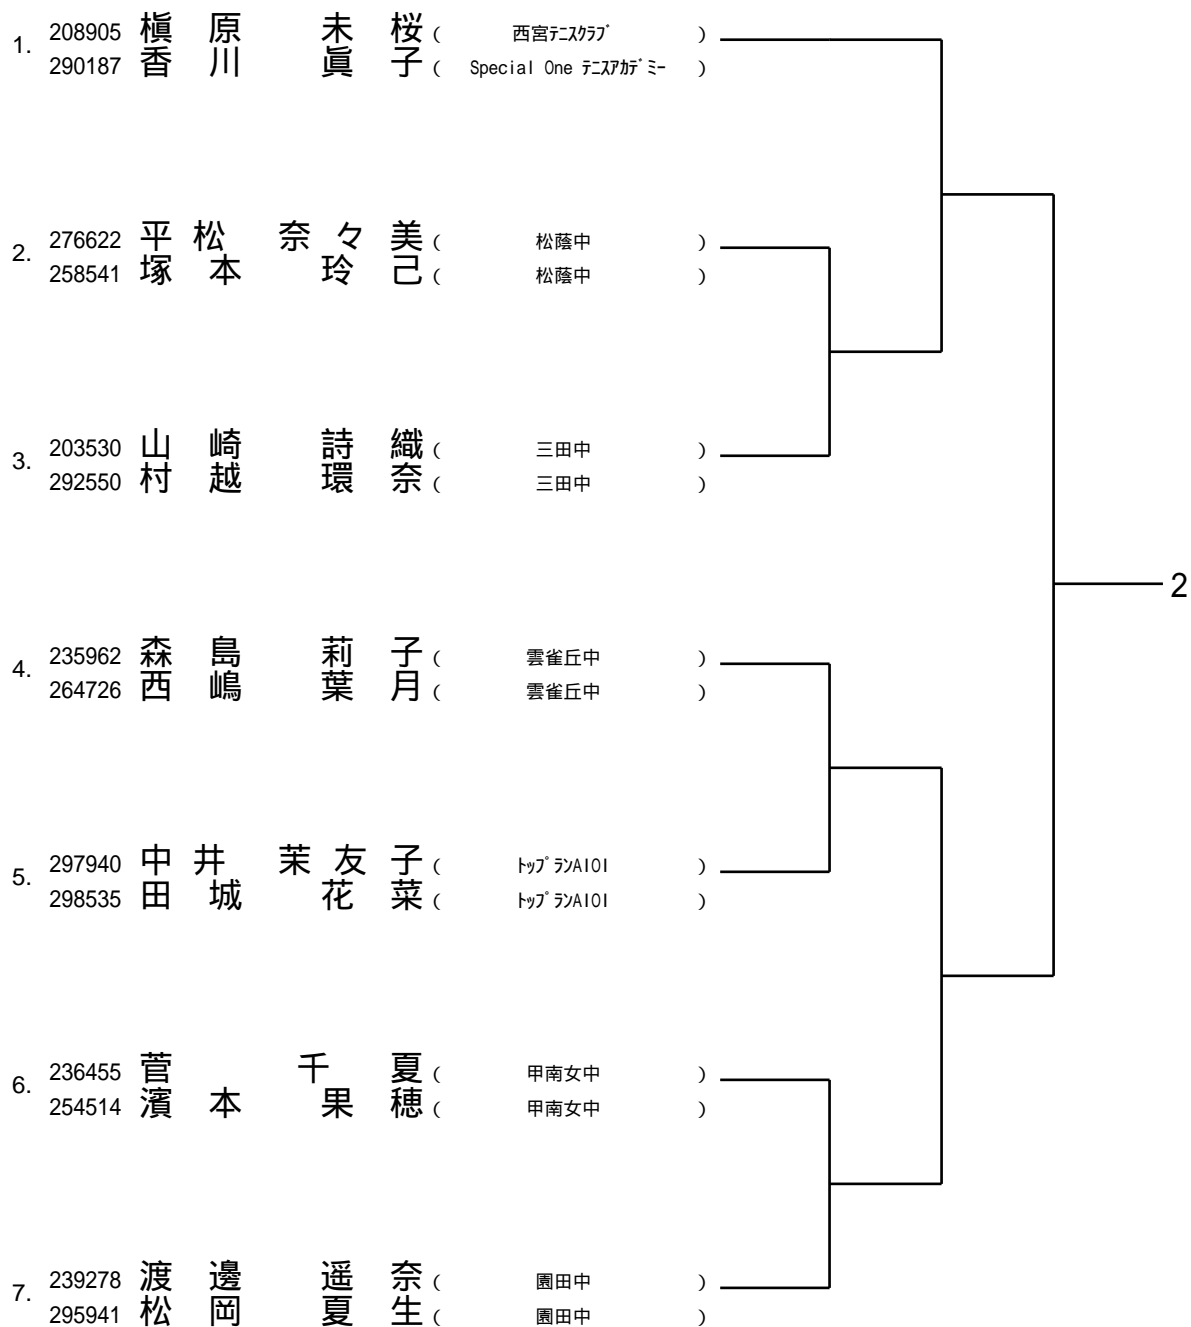 1. 208905 槇原 未桜 ( 西宮ﾃﾆｽｸﾗﾌﾞ )
290187 香川 眞子 ( Special One ﾃﾆｽｱｶﾃﾞﾐｰ )
2. 276622 平松 奈々美 ( 松蔭中 )
258541 塚本 玲己 ( 松蔭中 )
3. 203530 山崎 詩織 ( 三田中 )
292550 村越 環奈 ( 三田中 )
2
4. 235962 森島 莉子 ( 雲雀丘中 )
264726 西嶋 葉月 ( 雲雀丘中 )
5. 297940 中井 茉友子 ( ﾄｯﾌﾟﾗﾝAIOI )
298535 田城 花菜 ( ﾄｯﾌﾟﾗﾝAIOI )
6. 236455 菅 千夏 ( 甲南女中 )
254514 濱本 果穂 ( 甲南女中 )
7. 239278 渡邊 遥奈 ( 園田中 )
295941 松岡 夏生 ( 園田中 )